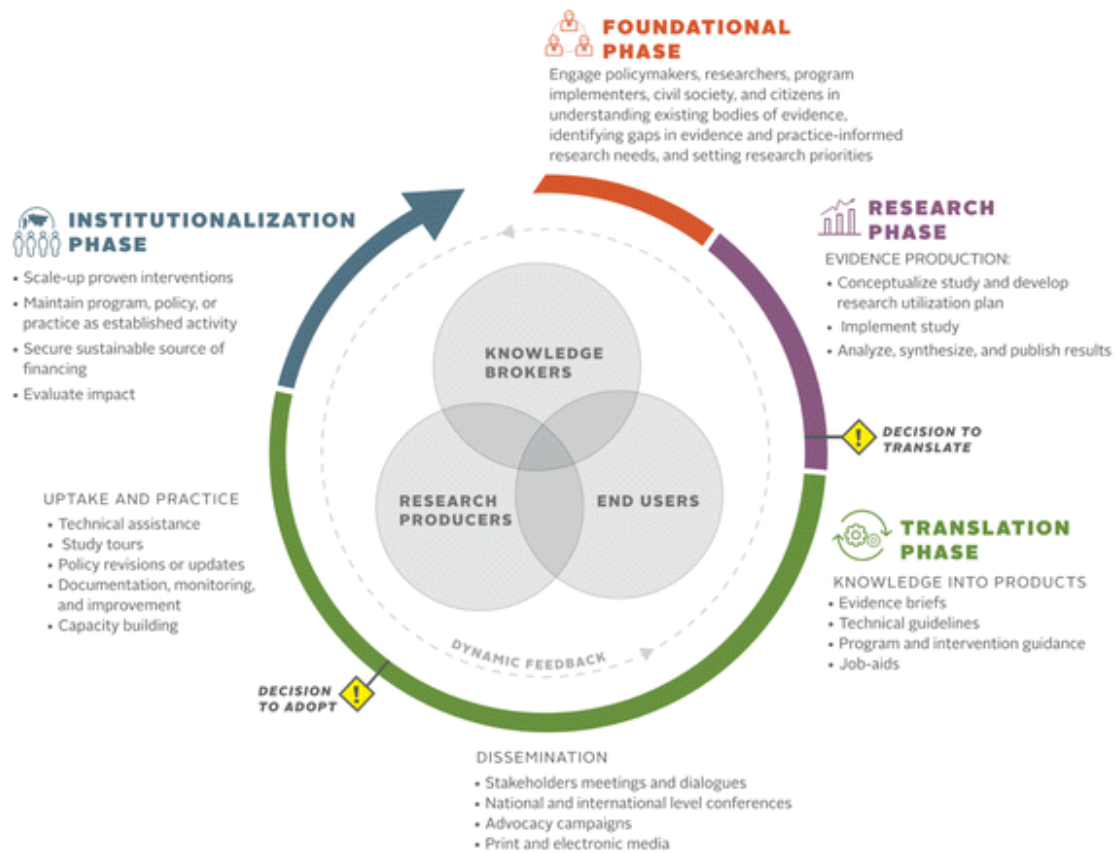 FOUNDATIONAL
PHASE
Engage policymakers, researchers, program
implementers, civil society, and citizens in
understanding existing bodies of evidence,
identifying gaps in evidence and practice-informed
research needs, and setting research priorities
RESEARCH
PHASE
EVIDENCE PRODUCTION:
• Conceptualize study and develop
research utilization plan
• Implement study
• Analyze, synthesize, and publish results
DECISION TO
TRANSLATE
TRANSLATION
PHASE
KNOWLEDGE INTO PRODUCTS
• Evidence briefs
• Technical guidelines
• Program and intervention guidance
• Job-aids
DISSEMINATION
• Stakeholders meetings and dialogues
• National and international level conferences
• Advocacy campaigns
• Print and electronic media
DECISION
TO ADOPT
UPTAKE AND PRACTICE
• Technical assistance
• Study tours
• Policy revisions or updates
• Documentation, monitoring,
and improvement
• Capacity building
INSTITUTIONALIZATION
PHASE
• Scale-up proven interventions
• Maintain program, policy, or
practice as established activity
• Secure sustainable source of
financing
• Evaluate impact
KNOWLEDGE
BROKERS
RESEARCH
PRODUCERS
END USERS
DYNAMIC FEEDBACK